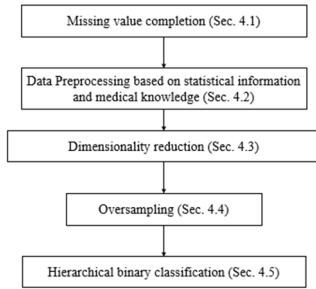 Missing value completion (Sec. 4.1)
Data Preprocessing based on statistical information
and medical knowledge (Sec. 4.2)
Dimensionality reduction (Sec. 4.3)
Oversampling (Sec. 4.4)
Hierarchical binary classification (Sec. 4.5)